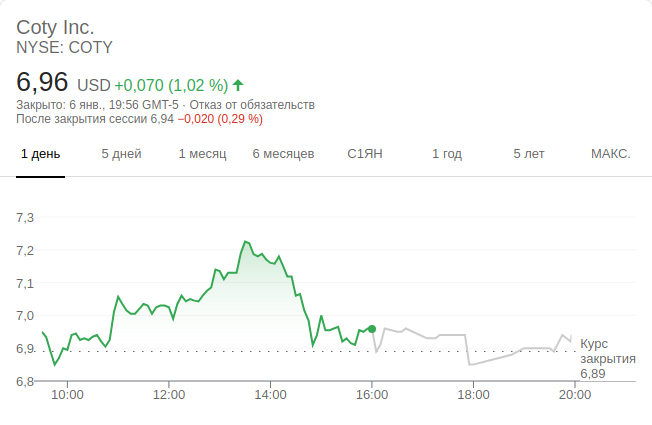 Coty Inc.
NYSE: COTY
6,96 USD +0,070 (1,02 %)
Закрыто: 6 янв., 19:56 GMT-5 · Отказ от обязательств
После закрытия сессии 6,94 −0,020 (0,29 %)
1 день 5 дней 1 месяц 6 месяцев С1ЯН 1 год 5 лет МАКС.
7,3
7,2
7,1
7,0
6,9
6,8
Курс
закрытия
6,89
10:00 12:00 14:00 16:00 18:00 20:00